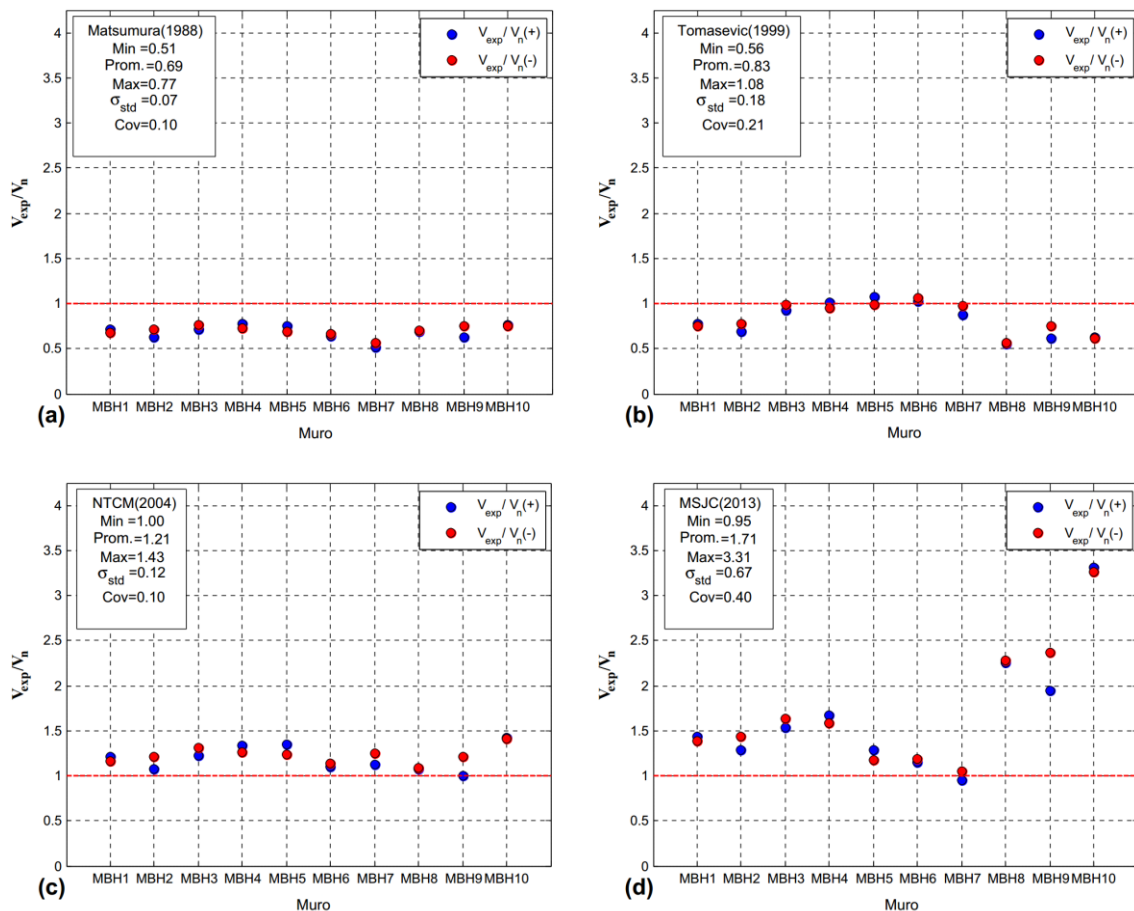 Matsumura(1988)
Min =0.51
Prom.=0.69
Max=0.77
σstd =0.07
Cov=0.10
Vexp/ Vn(+)
Vexp/ Vn(-)
4
3.5
3
2.5
2
1.5
1
0.5
0
Vexp/Vn
MBH1 MBH2 MBH3 MBH4 MBH5 MBH6 MBH7 MBH8 MBH9 MBH10
(a)
Muro
Tomasevic(1999)
Min =0.56
Prom.=0.83
Max=1.08
σstd =0.18
Cov=0.21
Vexp/ Vn(+)
Vexp/ Vn(-)
4
3.5
3
2.5
2
1.5
1
0.5
0
Vexp/Vn
MBH1 MBH2 MBH3 MBH4 MBH5 MBH6 MBH7 MBH8 MBH9 MBH10
(b)
Muro
NTCM(2004)
Min =1.00
Prom.=1.21
Max=1.43
σstd =0.12
Cov=0.10
Vexp/ Vn(+)
Vexp/ Vn(-)
4
3.5
3
2.5
2
1.5
1
0.5
0
Vexp/Vn
MBH1 MBH2 MBH3 MBH4 MBH5 MBH6 MBH7 MBH8 MBH9 MBH10
(c)
Muro
MSJC(2013)
Min =0.95
Prom.=1.71
Max=3.31
σstd =0.67
Cov=0.40
Vexp/ Vn(+)
Vexp/ Vn(-)
4
3.5
3
2.5
2
1.5
1
0.5
0
Vexp/Vn
MBH1 MBH2 MBH3 MBH4 MBH5 MBH6 MBH7 MBH8 MBH9 MBH10
(d)
Muro